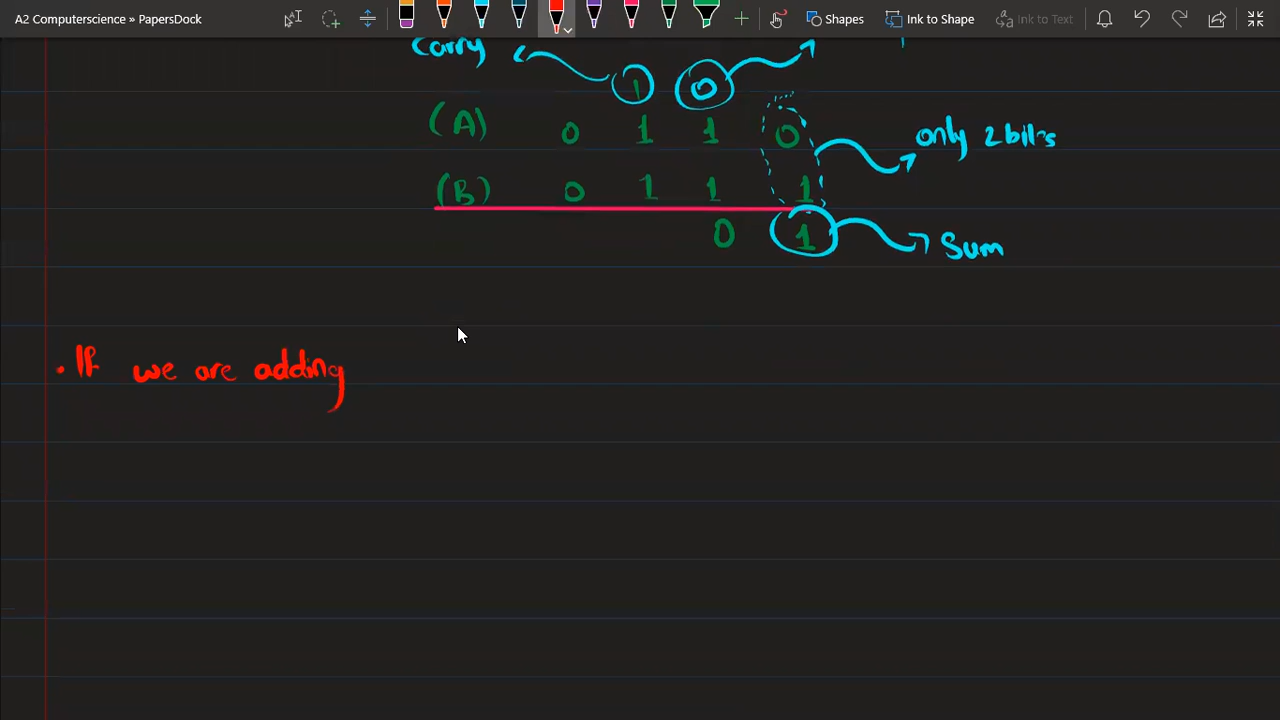 A2 Computerscience » PapersDock
Shapes
Ink to Shape
Ink to Text
Carry
1 0
(A) 0 1 1 0
only 2 bits
(B) 0 1 1 1
0 1
Sum
. If we are adding